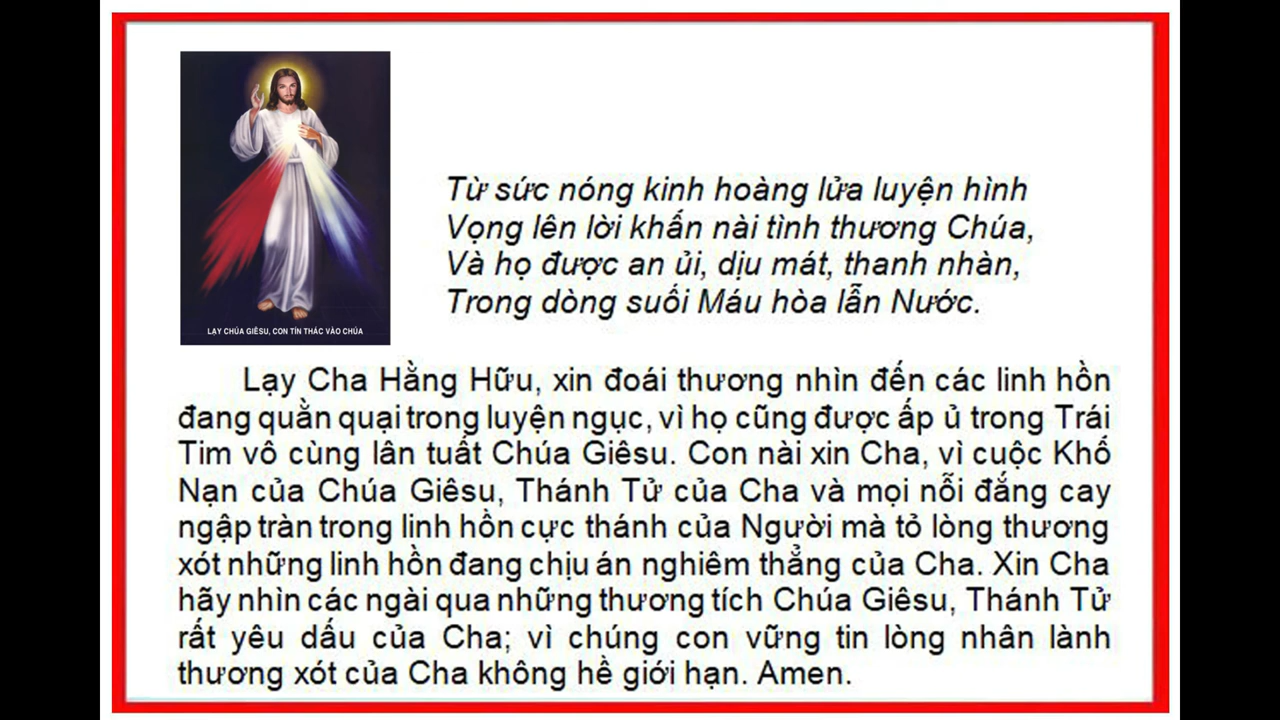 LẠY CHÚA GIÊSU, CON TÍN THÁC VÀO CHÚA
Từ sức nóng kinh hoàng lửa luyện hình
Vọng lên lời khẩn nài tình thương Chúa,
Và họ được an ủi, dịu mát, thanh nhàn,
Trong dòng suối Máu hòa lẫn Nước.
Lạy Cha Hằng Hữu, xin đoái thương nhìn đến các linh hồn
đang quằn quại trong luyện ngục, vì họ cũng được ấp ủ trong Trái
Tim vô cùng lân tuất Chúa Giêsu. Con nài xin Cha, vì cuộc Khổ
Nạn của Chúa Giêsu, Thánh Tử của Cha và mọi nỗi đắng cay
ngập tràn trong linh hồn cực thánh của Người mà tỏ lòng thương
xót những linh hồn đang chịu án nghiêm thẳng của Cha. Xin Cha
hãy nhìn các ngài qua những thương tích Chúa Giêsu, Thánh Tử
rất yêu dấu của Cha; vì chúng con vững tin lòng nhân lành
thương xót của Cha không hề giới hạn. Amen.